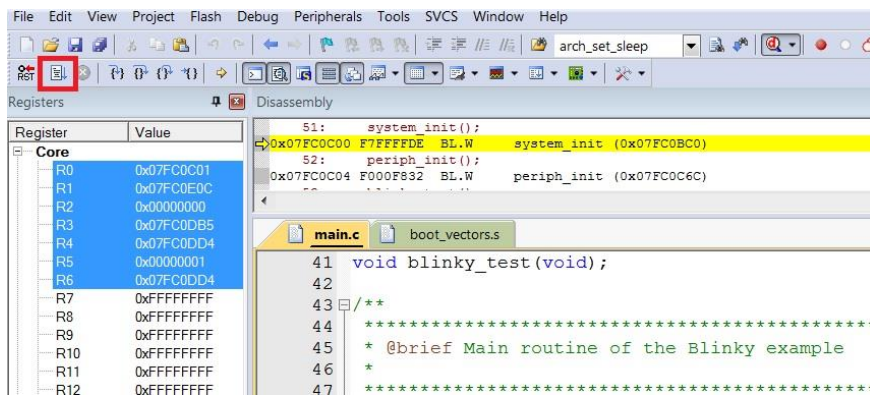 File Edit View Project Flash Debug Peripherals Tools SVCS Window Help
arch_set_sleep
RST
Registers
Register Value
Core
R0 0x07FC0C01
R1 0x07FC0E0C
R2 0x00000000
R3 0x07FC0DB5
R4 0x07FC0DD4
R5 0x00000001
R6 0x07FC0DD4
R7 0xFFFFFFFF
R8 0xFFFFFFFF
R9 0xFFFFFFFF
R10 0xFFFFFFFF
R11 0xFFFFFFFF
R12 0xFFFFFFFF
Disassembly
51: system_init();
0x07FC0C00 F7FFFFDE BL.W system_init (0x07FC0BC0)
52: periph_init();
0x07FC0C04 F000F832 BL.W periph_init (0x07FC0C6C)
main.c boot_vectors.s
41 void blinky_test(void);
42
43 /**
44 ************************************************
45 * @brief Main routine of the Blinky example
46 *
47 ************************************************